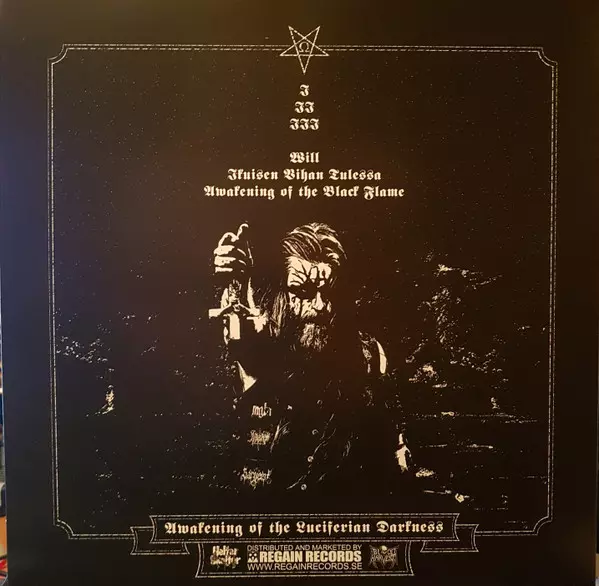 I
II
III
Will
Ikuisen Vihan Tulessa
Awakening of the Black Flame
Mgła
Awakening of the Luciferian Darkness
DISTRIBUTED AND MARKETED BY
REGAIN RECORDS
WWW.REGAINRECORDS.SE